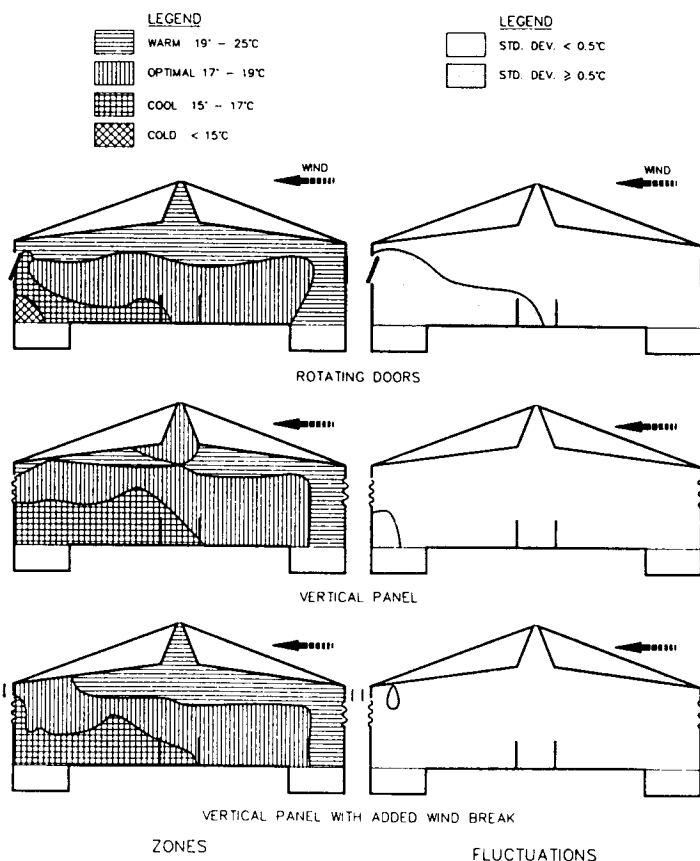 LEGEND
WARM 19° - 25°C
OPTIMAL 17° - 19°C
COOL 15° - 17°C
COLD < 15°C
LEGEND
STD. DEV. < 0.5°C
STD. DEV. ≥ 0.5°C
WIND
WIND
ROTATING DOORS
VERTICAL PANEL
VERTICAL PANEL WITH ADDED WIND BREAK
ZONES
FLUCTUATIONS